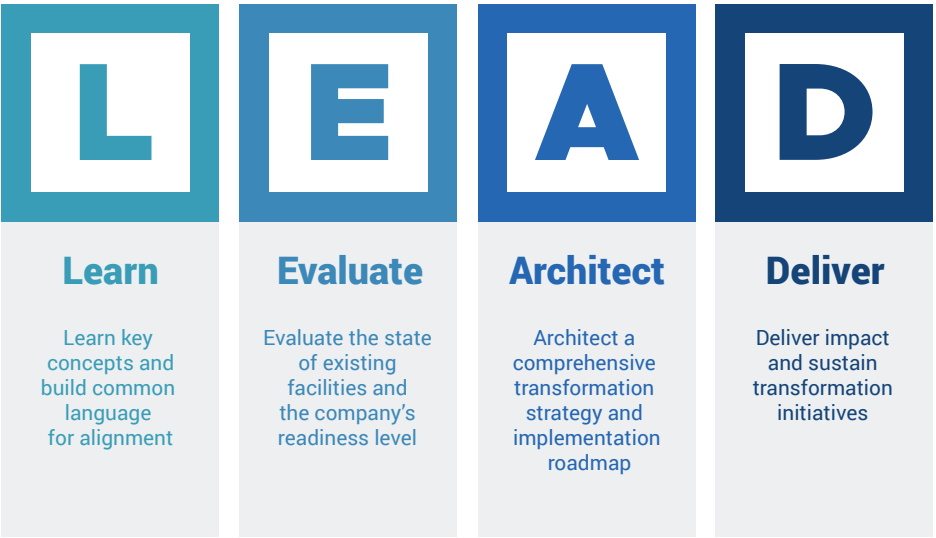 L
E
A
D
Learn
Learn key
concepts and
build common
language
for alignment
Evaluate
Evaluate the state
of existing
facilities and
the company's
readiness level
Architect
Architect a
comprehensive
transformation
strategy and
implementation
roadmap
Deliver
Deliver impact
and sustain
transformation
initiatives